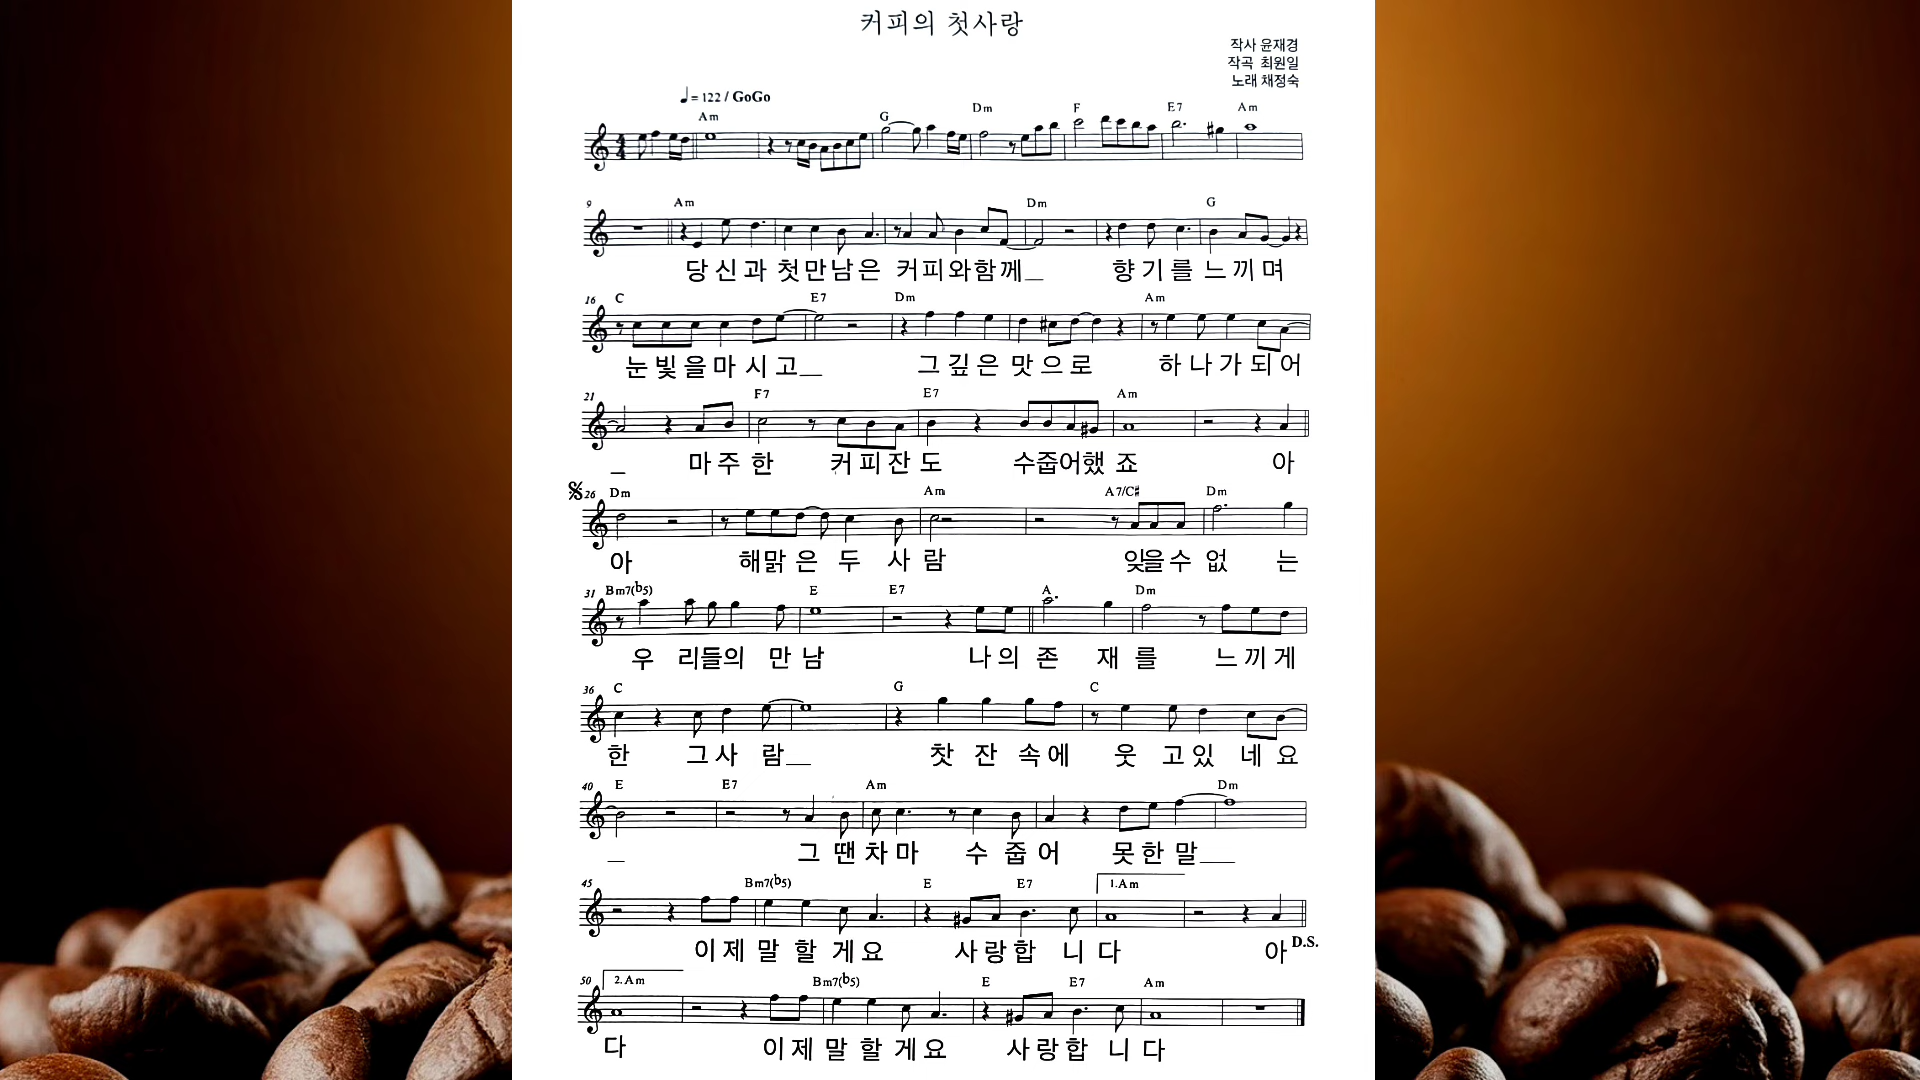 커피의 첫사랑
작사 윤재경
작곡 최원일
노래 채정숙
♩= 122 / GoGo
Am G Dm F E7 Am
9 Am Dm G
당신과 첫만남은 커피와함께_ 향기를 느끼며
16 C E7 Dm Am
눈빛을마시고_ 그깊은 맛으로 하나가되어
21 F7 E7 Am
_ 마주한 커피잔도 수줍어했죠 아
26 Dm Am A7/C# Dm
아 해맑은두 사람 잊을수없 는
31 Bm7(b5) E E7 A Dm
우 리들의 만남 나의존 재를 느끼게
36 C G C
한 그사 람_ 찻잔 속에 웃 고있 네요
40 E E7 Am Dm
_ 그땐차마 수줍어 못한말_
45 Bm7(b5) E E7 1.Am
이제말할게요 사랑합 니다 아 D.S.
50 2.Am Bm7(b5) E E7 Am
다 이제말할게요 사랑합 니다